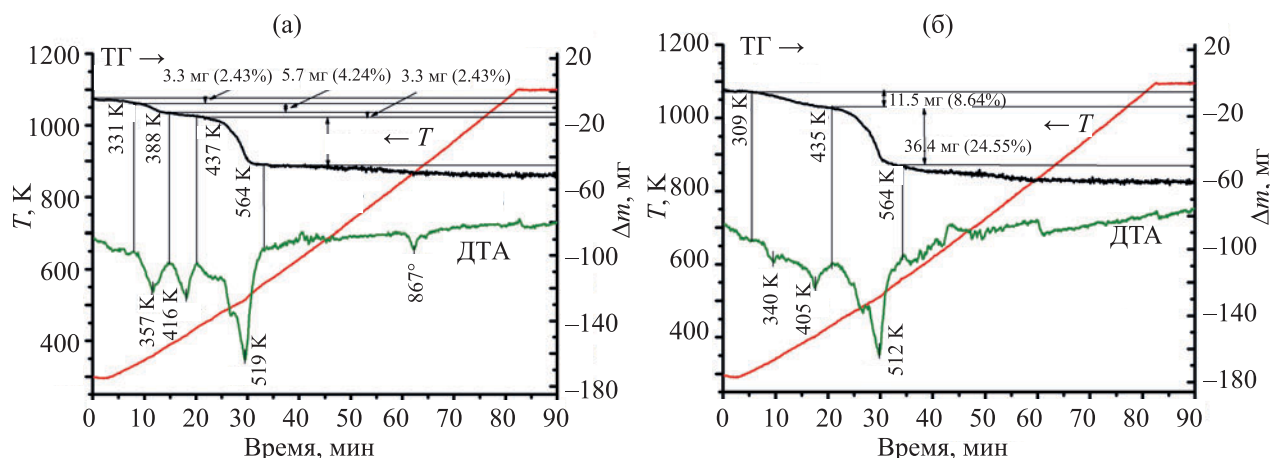 (а)
ТГ →
3.3 мг (2.43%)
5.7 мг (4.24%)
3.3 мг (2.43%)
← T
331 K
388 K
437 K
564 K
357 K
416 K
519 K
867°
ДТА
T, K
1200
1000
800
600
400
20
–20
–60
–100
–140
–180
Δm, мг
0 10 20 30 40 50 60 70 80 90
Время, мин
(б)
ТГ →
11.5 мг (8.64%)
← T
36.4 мг (24.55%)
309 K
435 K
564 K
340 K
405 K
512 K
ДТА
T, K
1200
1000
800
600
400
20
–20
–60
–100
–140
–180
Δm, мг
0 10 20 30 40 50 60 70 80 90
Время, мин